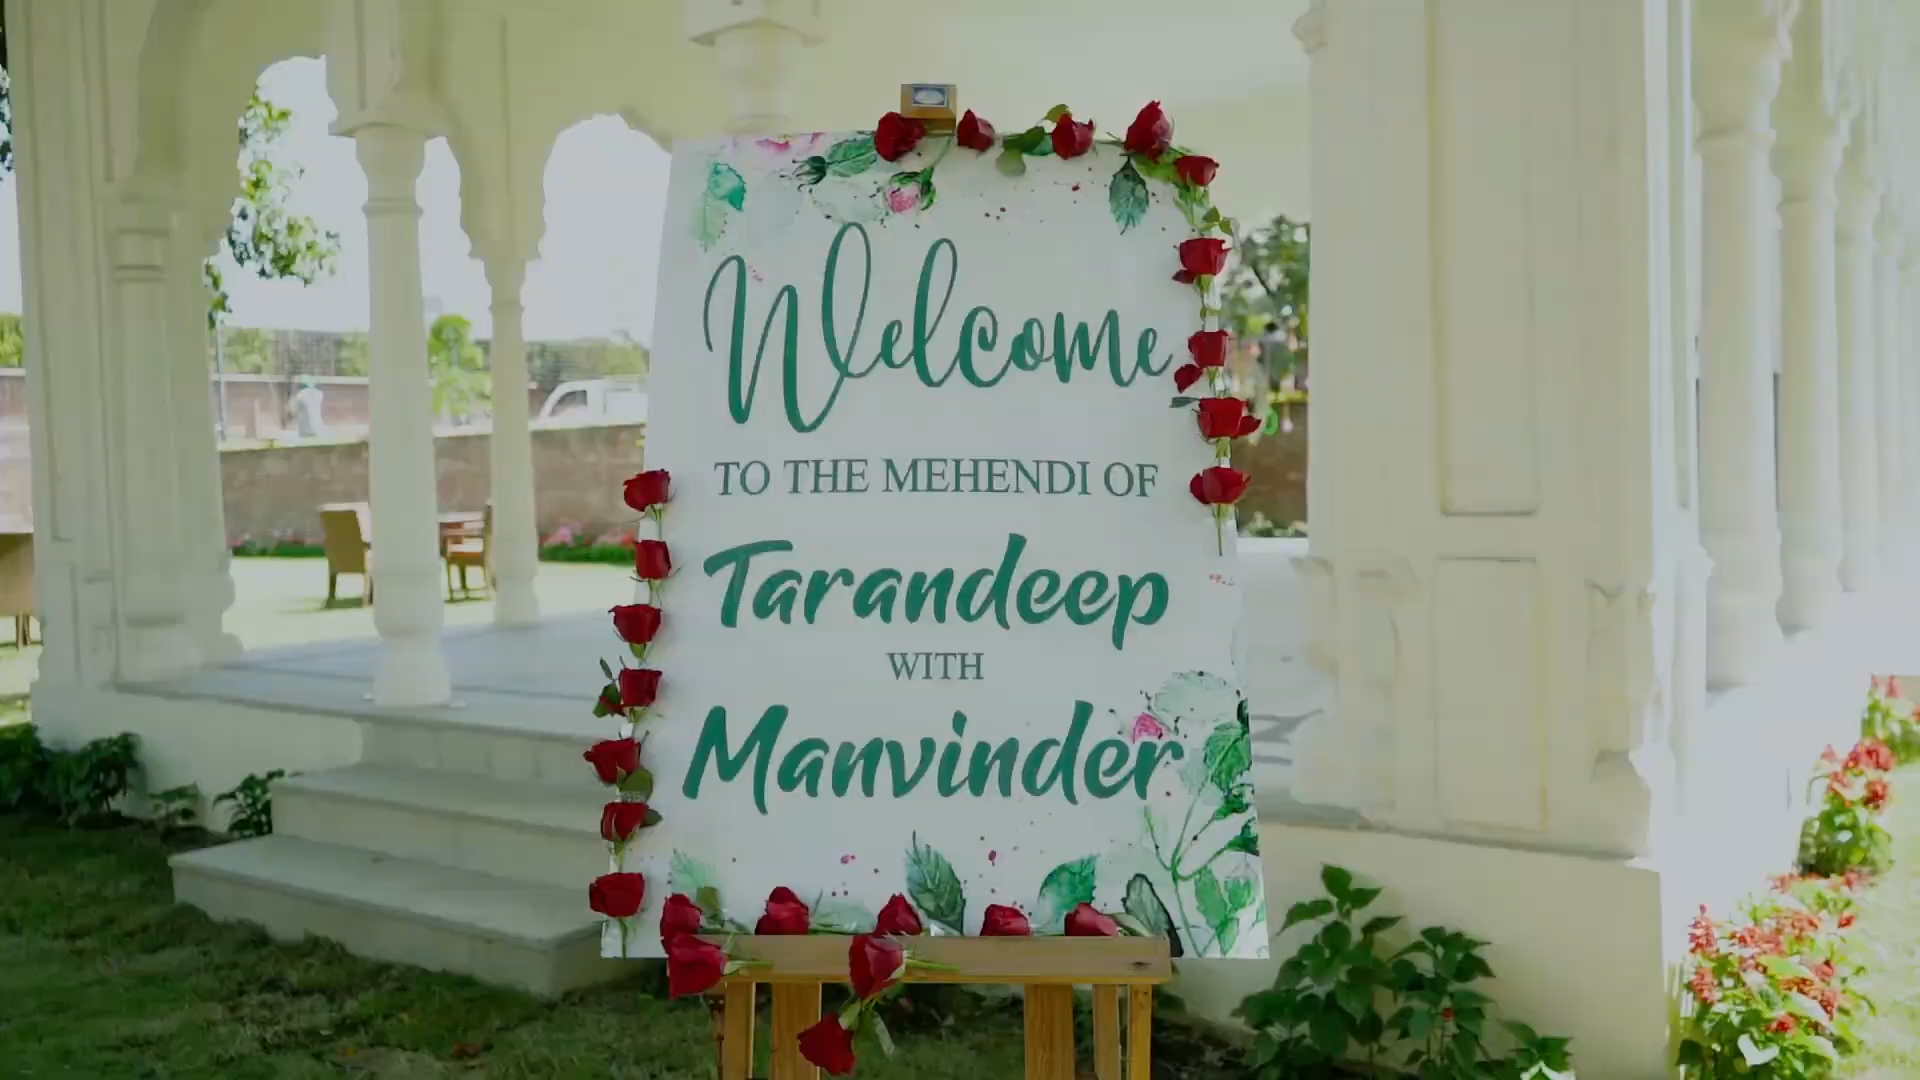 Welcome
TO THE MEHENDI OF
Tarandeep
WITH
Manvinder